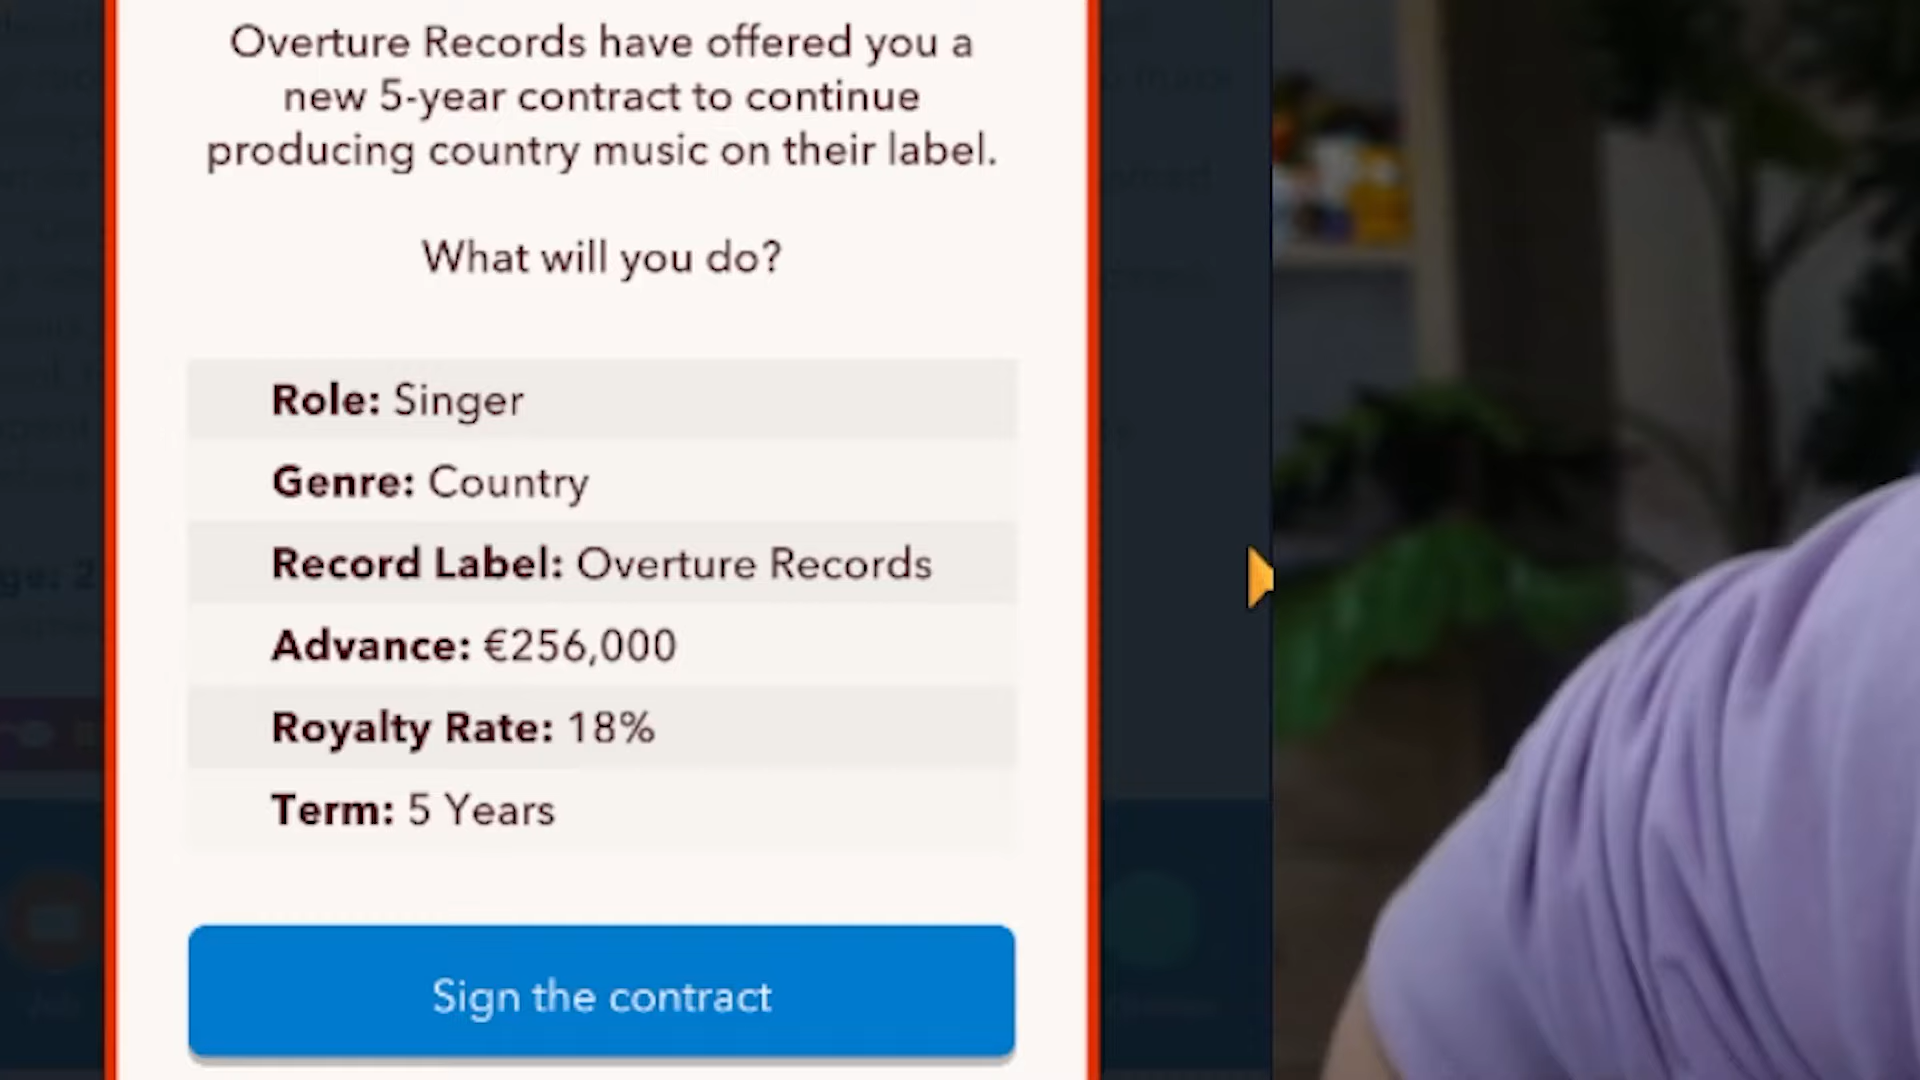 Overture Records have offered you a
new 5-year contract to continue
producing country music on their label.
What will you do?
Role: Singer
Genre: Country
Record Label: Overture Records
Advance: €256,000
Royalty Rate: 18%
Term: 5 Years
Sign the contract